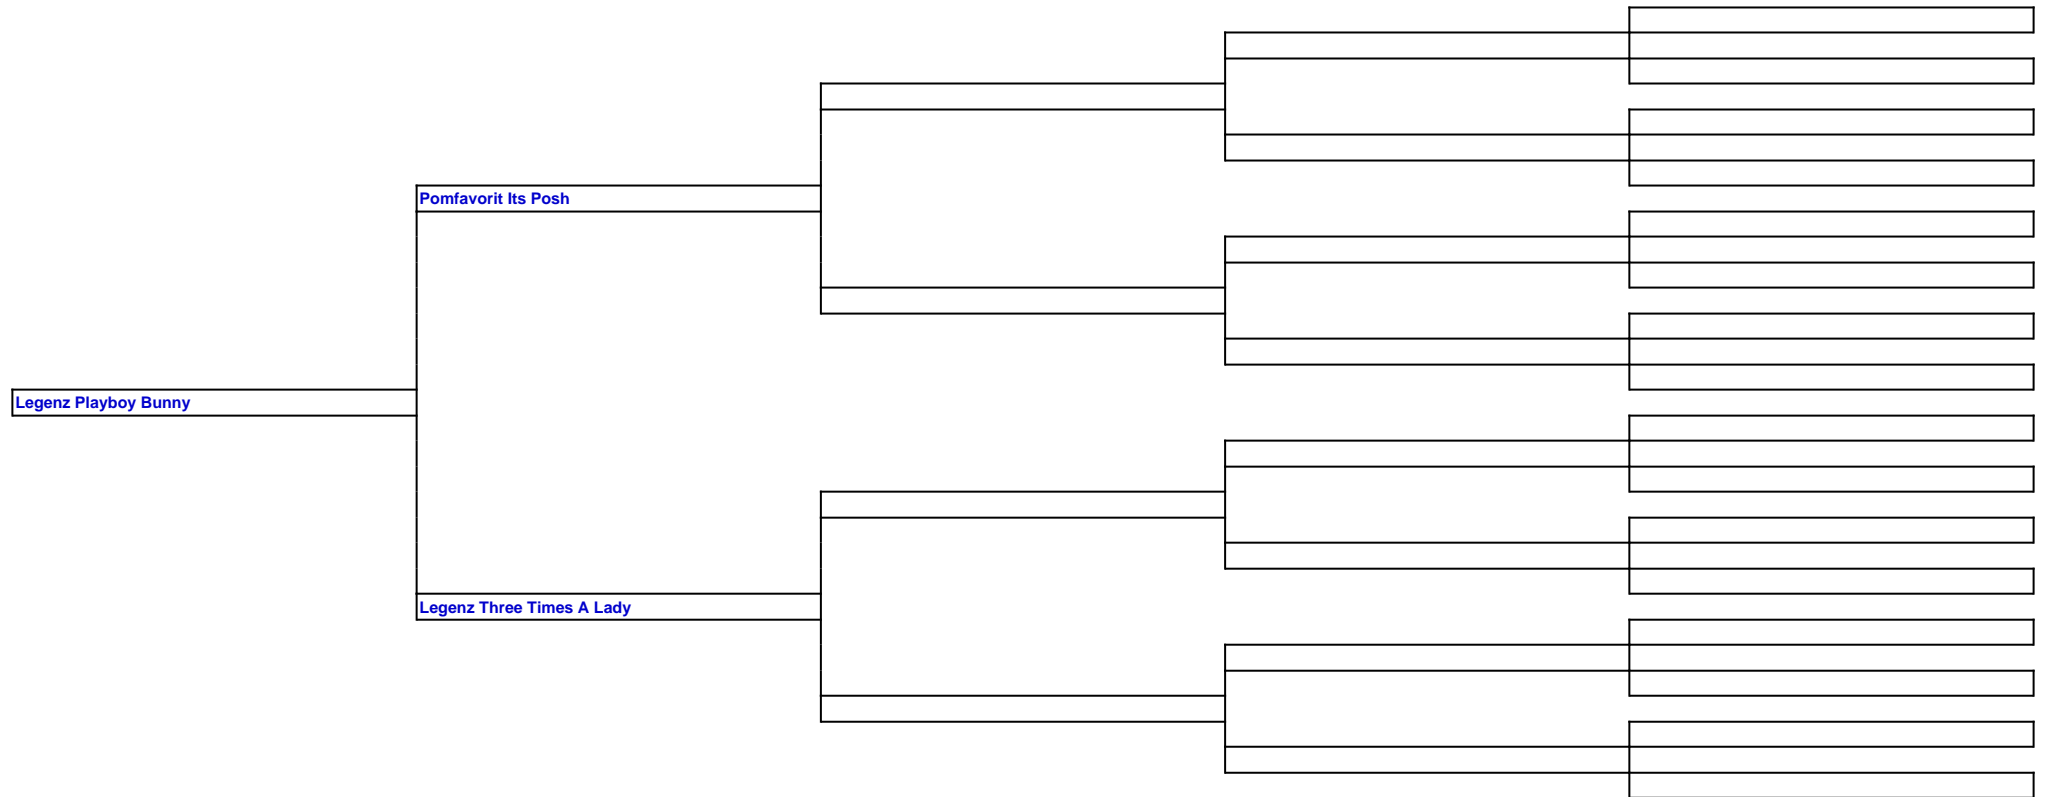 Pomfavorit Its Posh
Legenz Playboy Bunny
Legenz Three Times A Lady